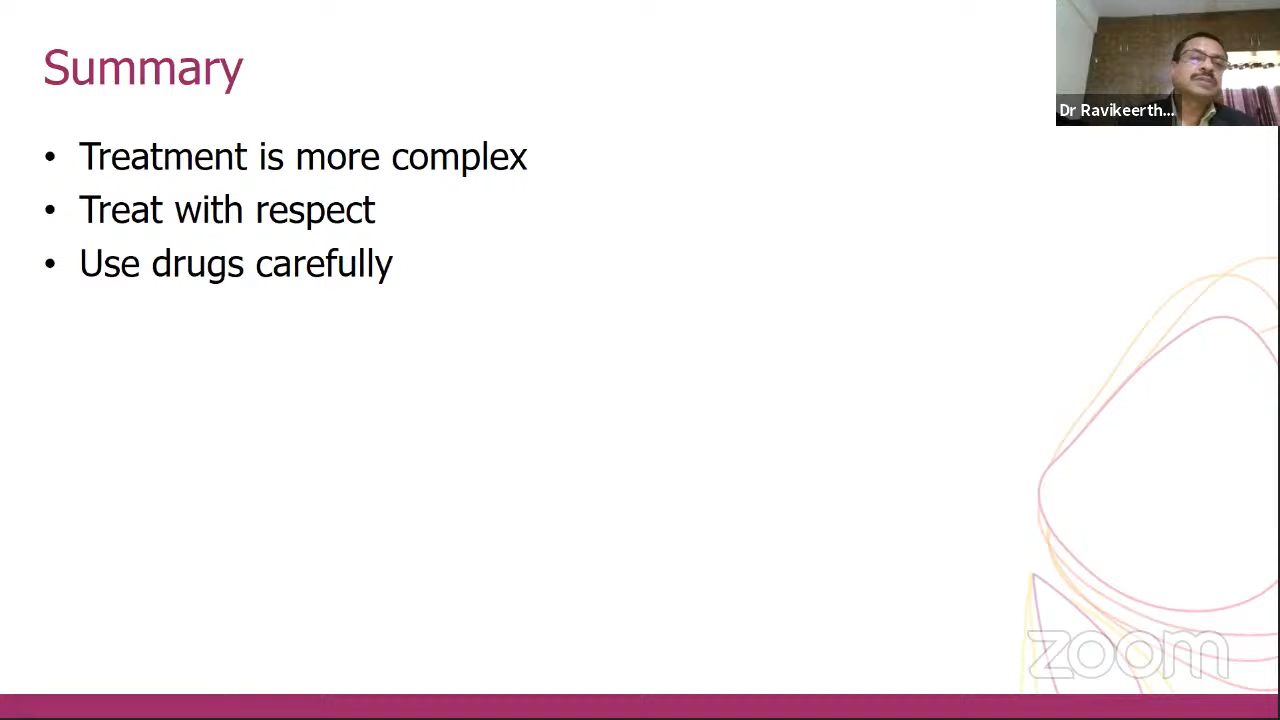 Summary
Dr Ravikeerth...
• Treatment is more complex
• Treat with respect
• Use drugs carefully
zoom